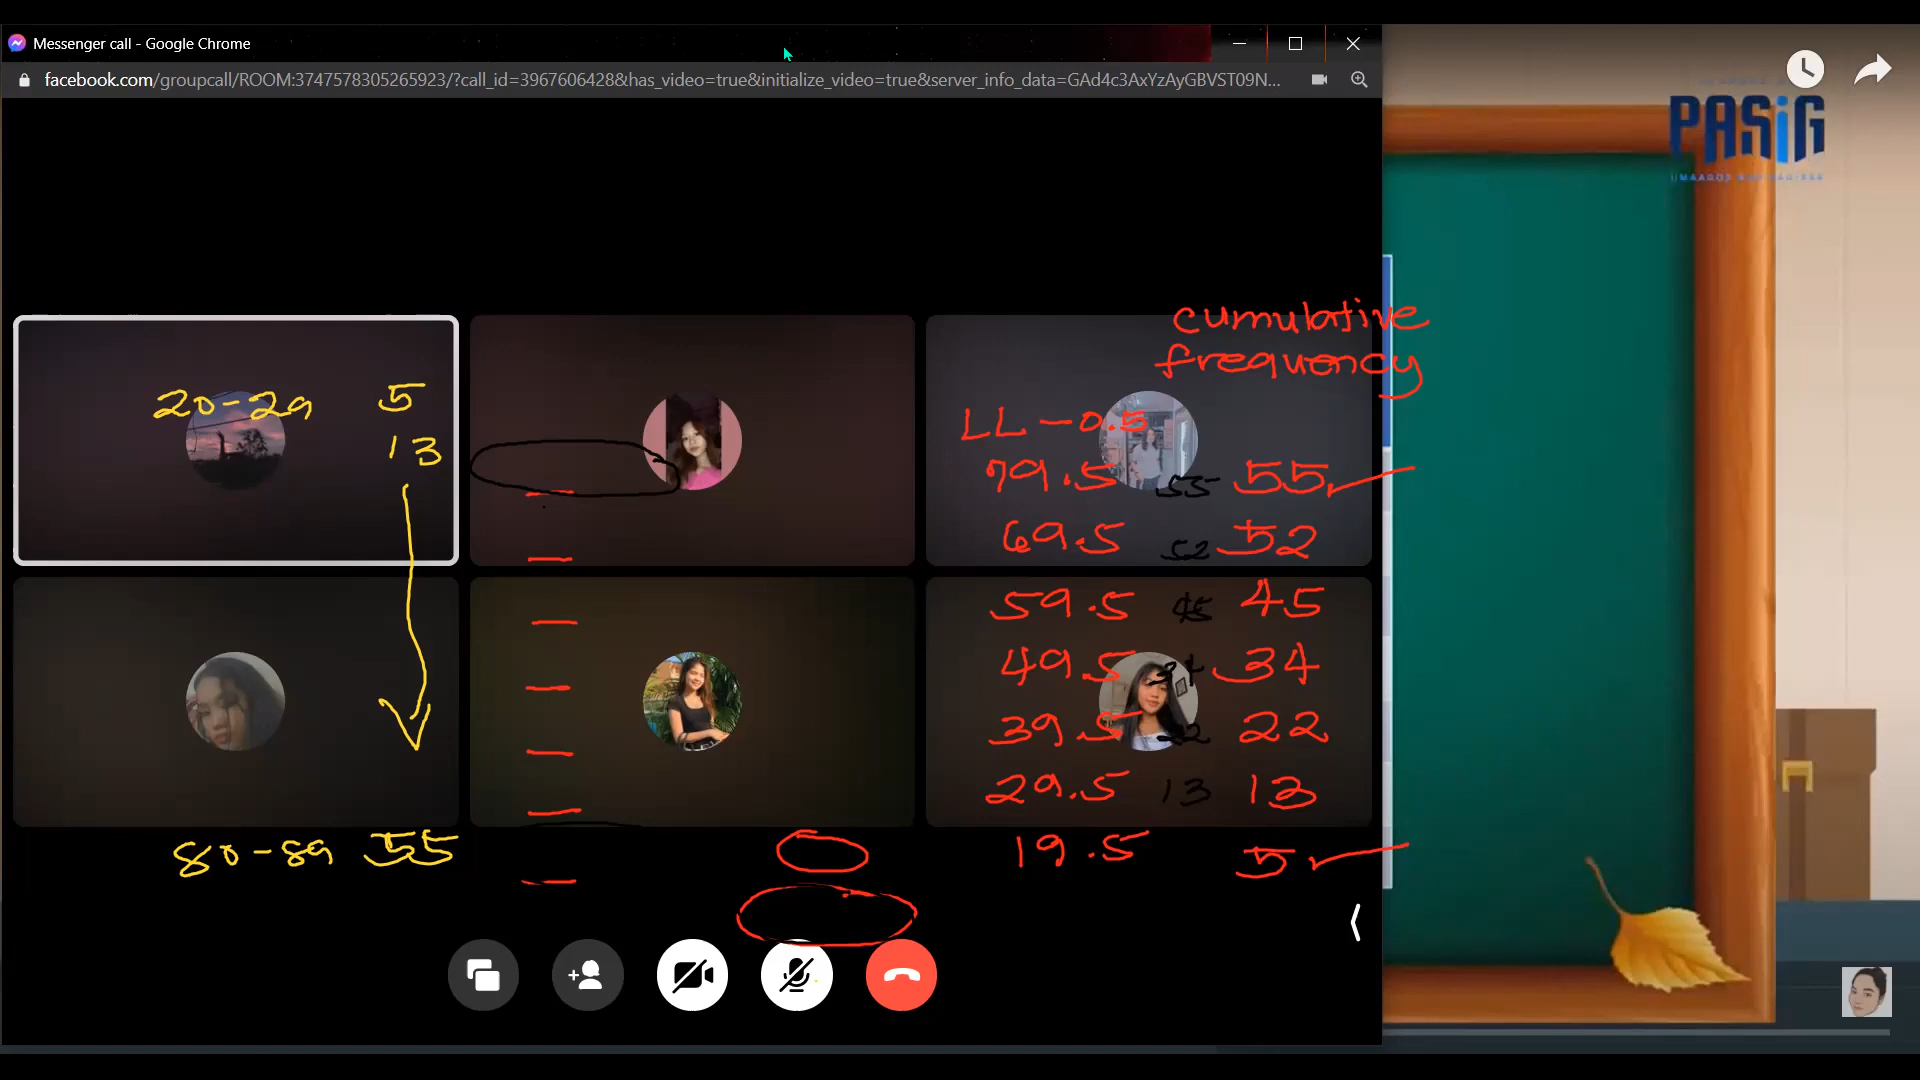 Messenger call - Google Chrome
facebook.com/groupcall/ROOM:3747578305265923/?call_id=3967606428&has_video=true&initialize_video=true&server_info_data=GAd4c3AxYzAyGBVST09N...
PASiG
cumulative
frequency
20-29 5
13
LL-0.5
79.5 55 55
69.5 52 52
59.5 45 45
49.5 34 34
39.5 22 22
29.5 13 13
19.5 5
80-89 55